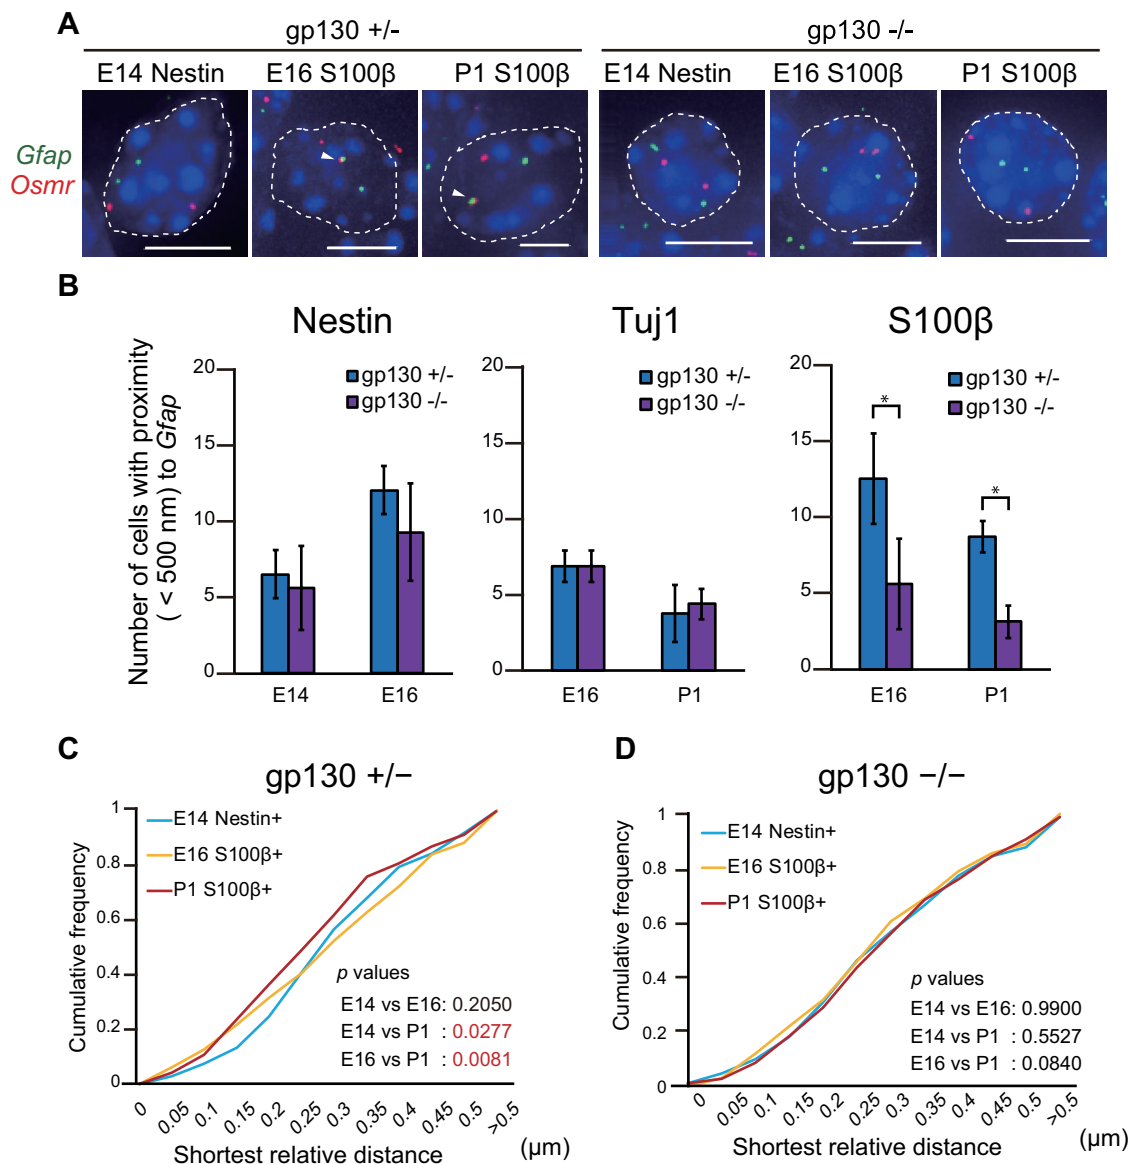 A
gp130 +/-
gp130 -/-
E14 Nestin
E16 S100β
P1 S100β
E14 Nestin
E16 S100β
P1 S100β
Gfap
Osmr
B
Number of cells with proximity
( < 500 nm) to Gfap
Nestin
gp130 +/-
gp130 -/-
20
15
10
5
0
E14
E16
Tuj1
gp130 +/-
gp130 -/-
20
15
10
5
0
E16
P1
S100β
gp130 +/-
gp130 -/-
*
*
20
15
10
5
0
E16
P1
C
gp130 +/−
Cumulative frequency
1
0.8
0.6
0.4
0.2
0
E14 Nestin+
E16 S100β+
P1 S100β+
p values
E14 vs E16: 0.2050
E14 vs P1 : 0.0277
E16 vs P1 : 0.0081
0 0.05 0.1 0.15 0.2 0.25 0.3 0.35 0.4 0.45 0.5 >0.5
(μm)
Shortest relative distance
D
gp130 −/−
Cumulative frequency
1
0.8
0.6
0.4
0.2
0
E14 Nestin+
E16 S100β+
P1 S100β+
p values
E14 vs E16: 0.9900
E14 vs P1 : 0.5527
E16 vs P1 : 0.0840
0 0.05 0.1 0.15 0.2 0.25 0.3 0.35 0.4 0.45 0.5 >0.5
(μm)
Shortest relative distance